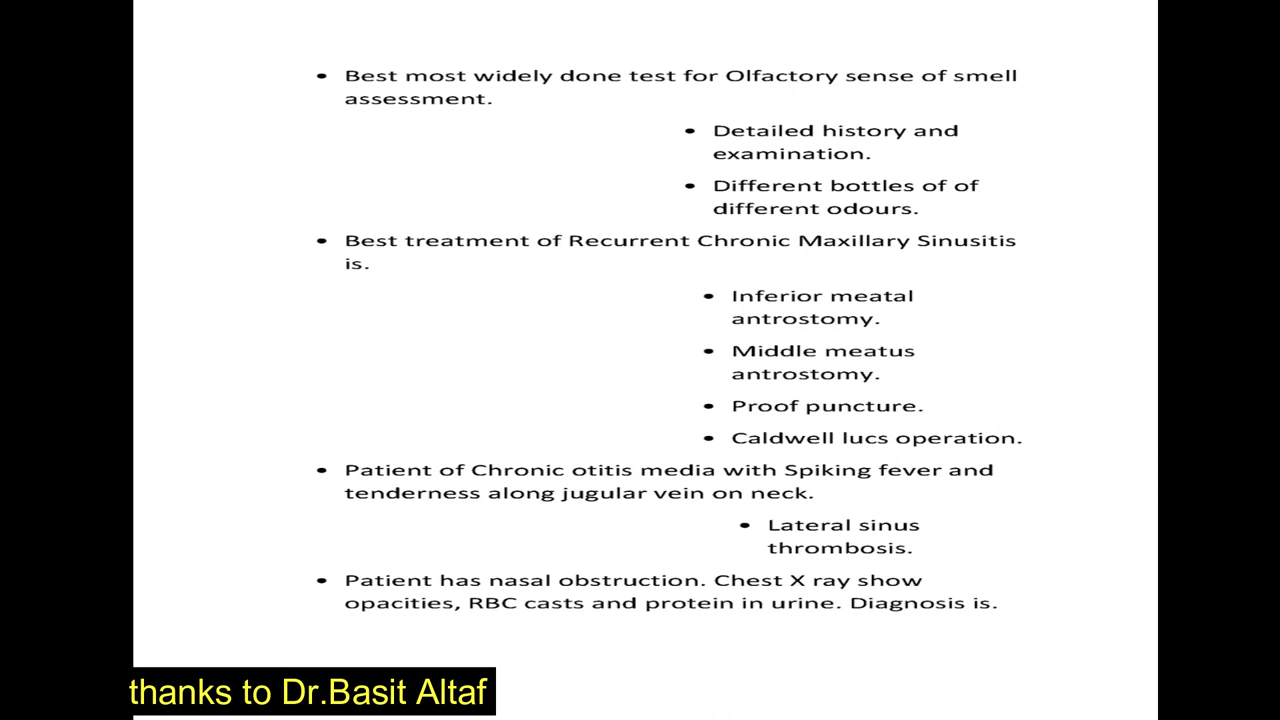 • Best most widely done test for Olfactory sense of smell
assessment.
• Detailed history and
examination.
• Different bottles of of
different odours.
• Best treatment of Recurrent Chronic Maxillary Sinusitis
is.
• Inferior meatal
antrostomy.
• Middle meatus
antrostomy.
• Proof puncture.
• Caldwell lucs operation.
• Patient of Chronic otitis media with Spiking fever and
tenderness along jugular vein on neck.
• Lateral sinus
thrombosis.
• Patient has nasal obstruction. Chest X ray show
opacities, RBC casts and protein in urine. Diagnosis is.
thanks to Dr.Basit Altaf